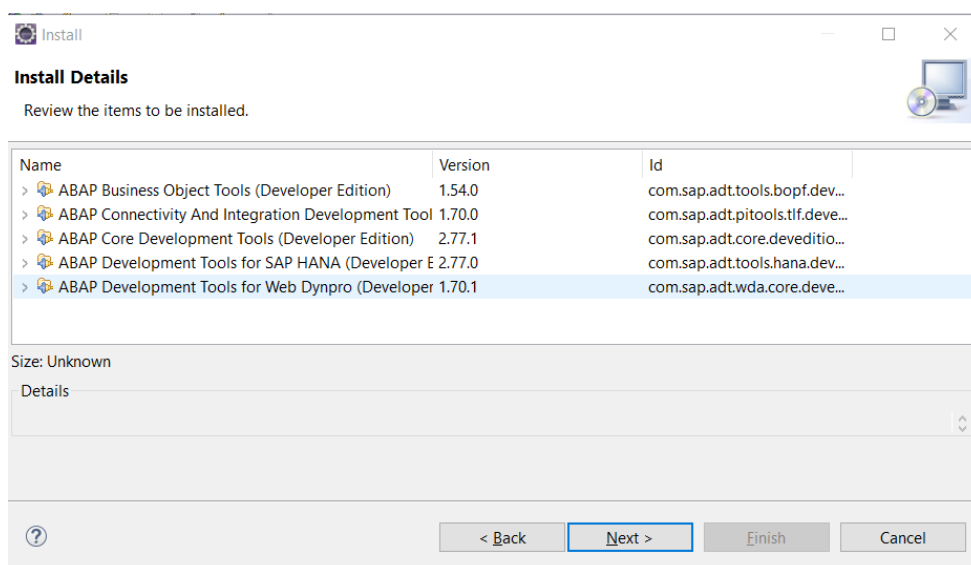 Install
Install Details
Review the items to be installed.
Name Version Id
ABAP Business Object Tools (Developer Edition) 1.54.0 com.sap.adt.tools.bopf.dev...
ABAP Connectivity And Integration Development Tool 1.70.0 com.sap.adt.pitools.tlf.deve...
ABAP Core Development Tools (Developer Edition) 2.77.1 com.sap.adt.core.deveditio...
ABAP Development Tools for SAP HANA (Developer E 2.77.0 com.sap.adt.tools.hana.dev...
ABAP Development Tools for Web Dynpro (Developer 1.70.1 com.sap.adt.wda.core.deve...
Size: Unknown
Details
? < Back Next > Finish Cancel